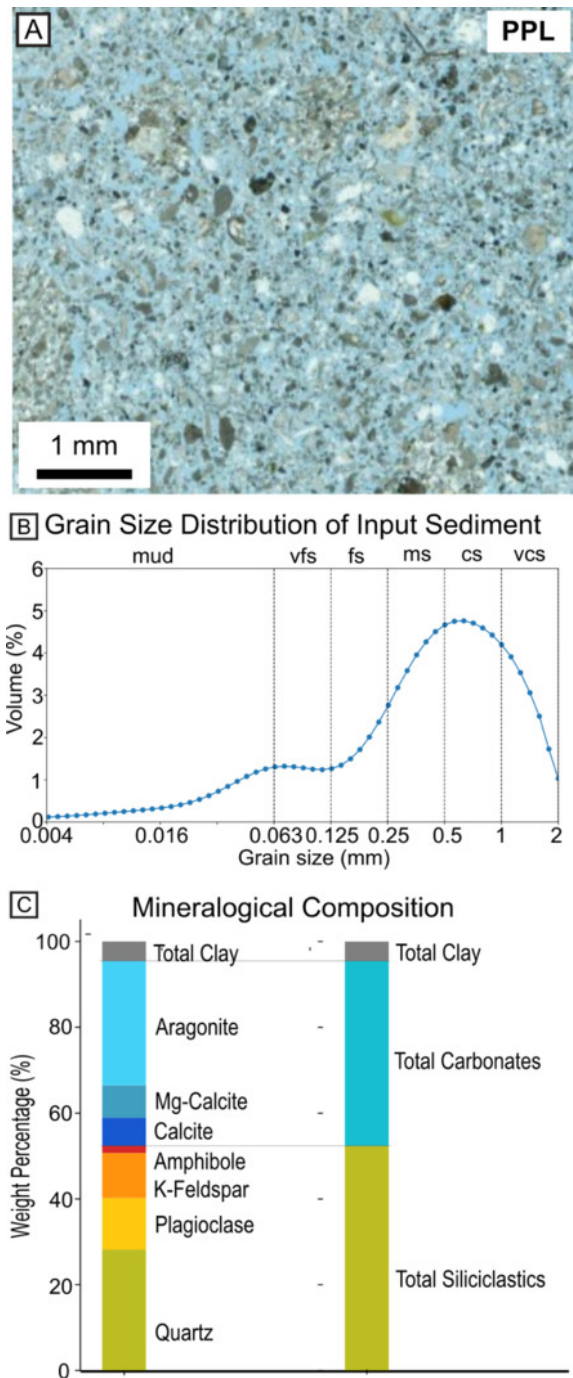 A
PPL
1 mm
B Grain Size Distribution of Input Sediment
mud vfs fs ms cs vcs
6
5
4
3
2
1
0
Volume (%)
0.004 0.016 0.063 0.125 0.25 0.5 1 2
Grain size (mm)
C Mineralogical Composition
100
80
60
40
20
0
Weight Percentage (%)
Total Clay
Aragonite
Mg-Calcite
Calcite
Amphibole
K-Feldspar
Plagioclase
Quartz
Total Clay
Total Carbonates
Total Siliciclastics